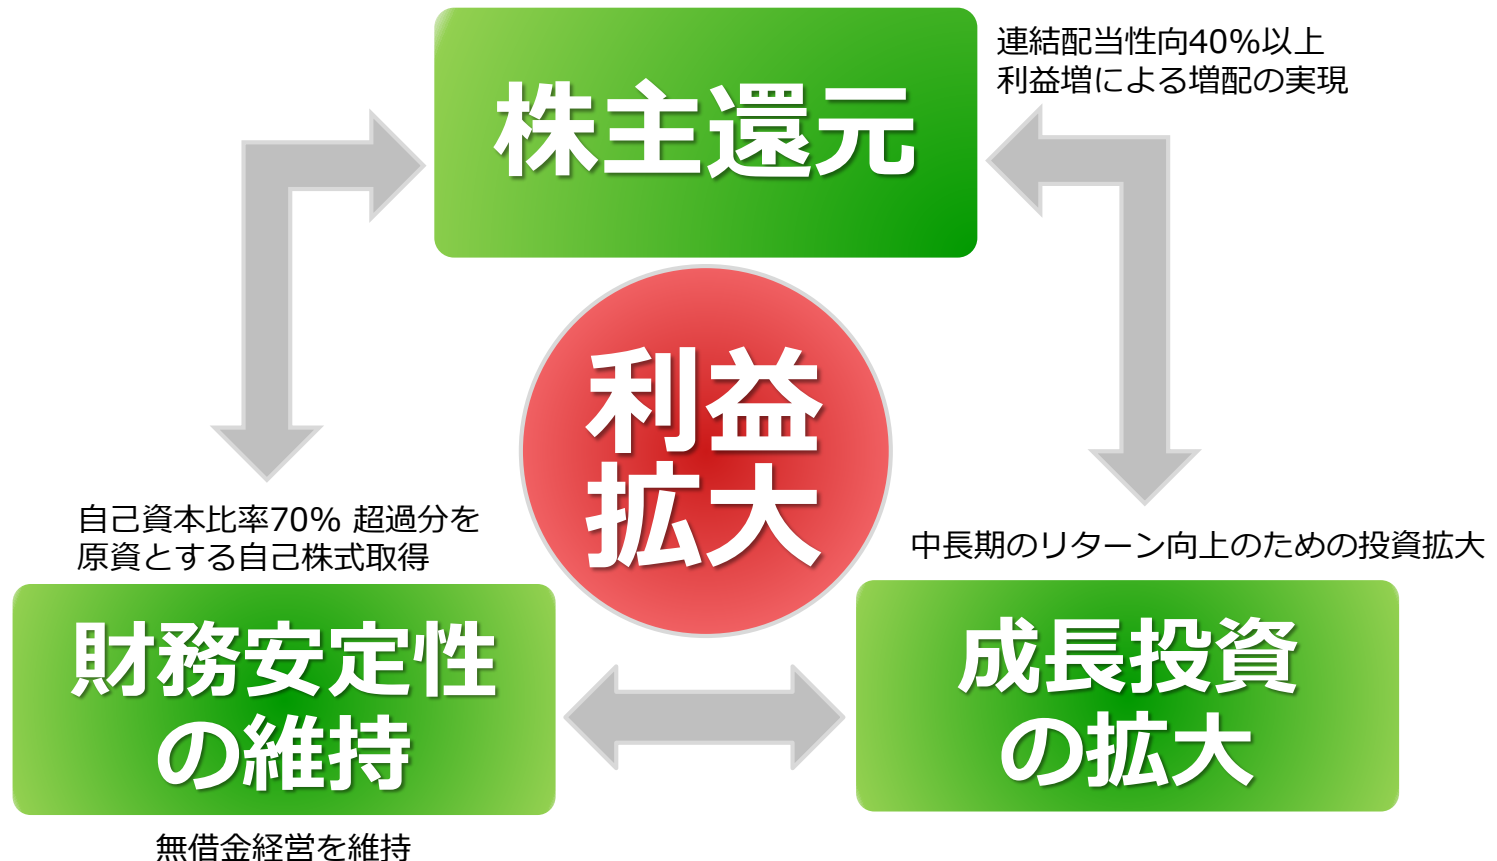 株主還元
連結配当性向40%以上
利益増による増配の実現
利益
拡大
自己資本比率70% 超過分を
原資とする自己株式取得
財務安定性
の維持
無借金経営を維持
中長期のリターン向上のための投資拡大
成長投資
の拡大